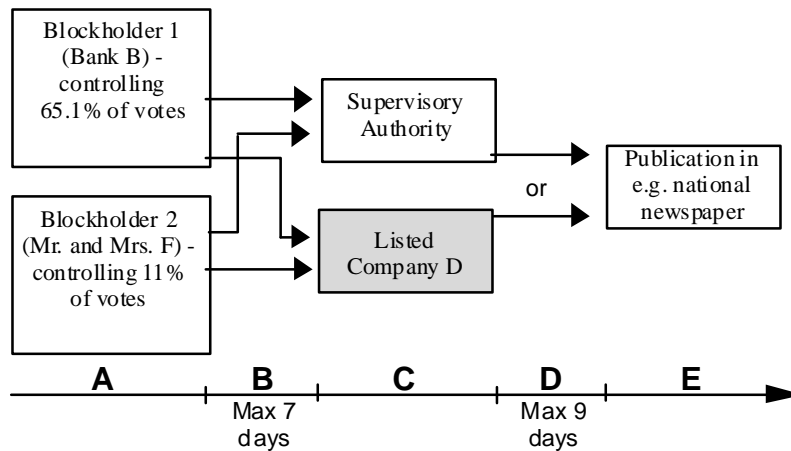 Blockholder 1
(Bank B) -
controlling
65.1% of votes
Supervisory
Authority
Publication in
e.g. national
newspaper
or
Blockholder 2
(Mr. and Mrs. F) -
controlling 11%
of votes
Listed
Company D
A
B
C
D
E
Max 7
days
Max 9
days